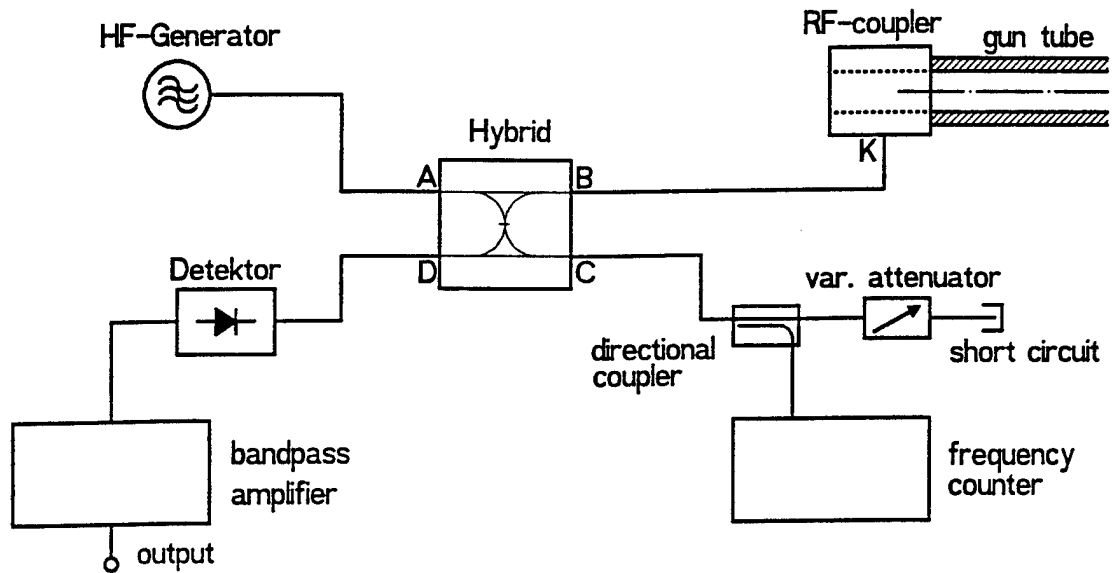 HF-Generator
RF-coupler
gun tube
Hybrid
K
A
B
D
C
Detektor
var. attenuator
directional
coupler
short circuit
bandpass
amplifier
frequency
counter
output